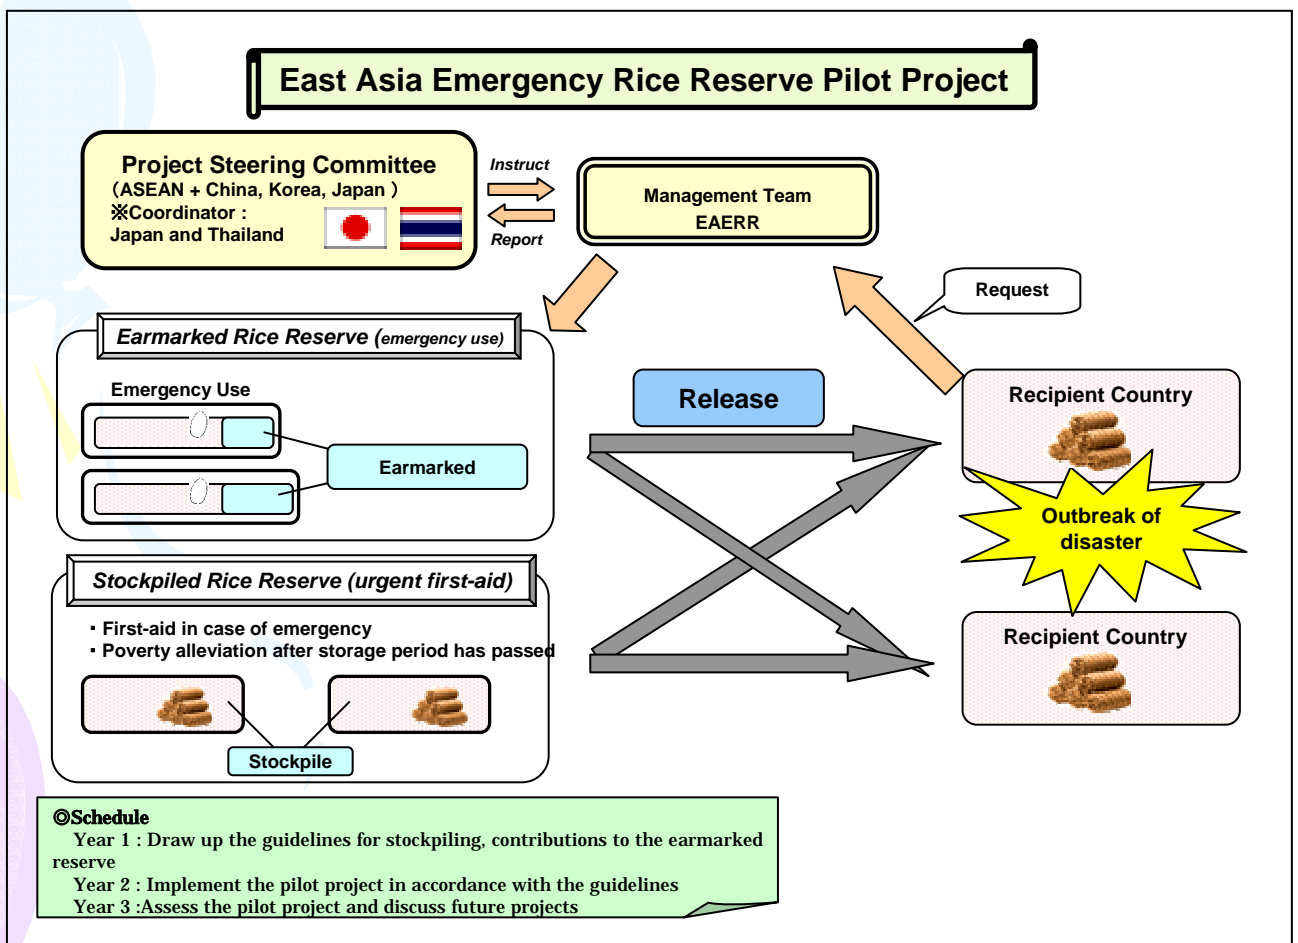 East Asia Emergency Rice Reserve Pilot Project
Project Steering Committee
（ASEAN + China, Korea, Japan ）
※Coordinator :
Japan and Thailand
Instruct
Report
Management Team
EAERR
Request
Earmarked Rice Reserve (emergency use)
Emergency Use
Earmarked
Release
Recipient Country
Outbreak of
disaster
Recipient Country
Stockpiled Rice Reserve (urgent first-aid)
・First-aid in case of emergency
・Poverty alleviation after storage period has passed
Stockpile
◎Schedule
Year 1 : Draw up the guidelines for stockpiling, contributions to the earmarked
reserve
Year 2 : Implement the pilot project in accordance with the guidelines
Year 3 :Assess the pilot project and discuss future projects